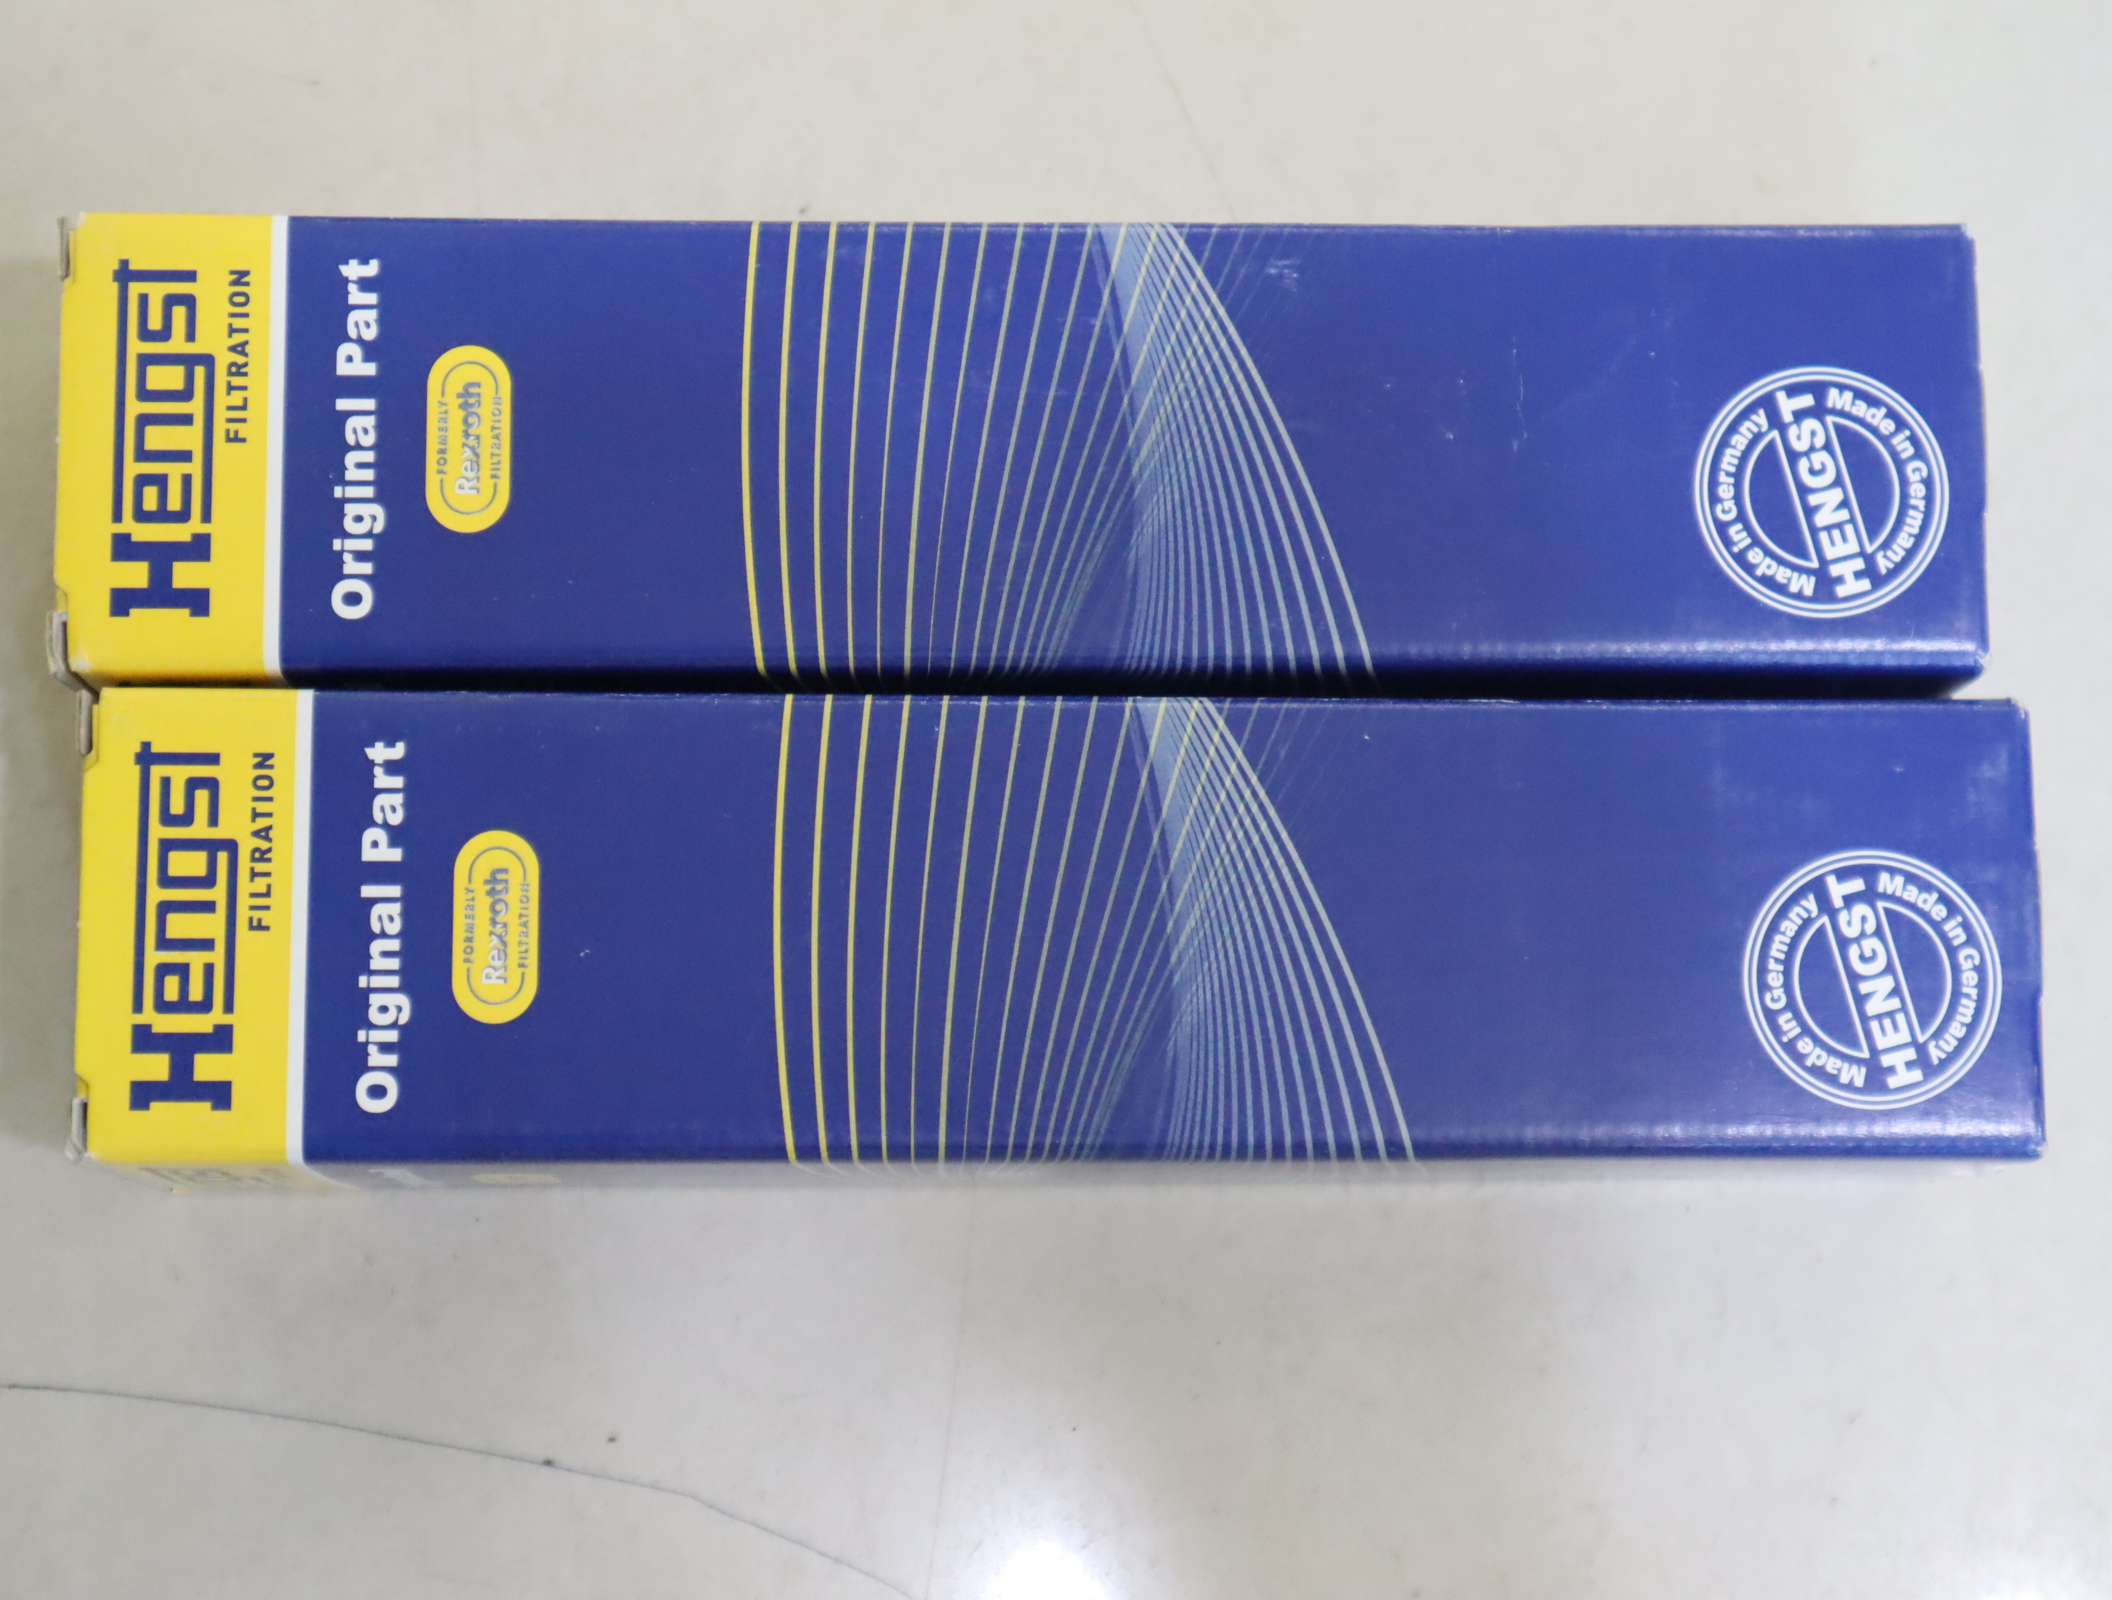 Hengst
FILTRATION
Original Part
FORMERLY
Rexroth
FILTRATION
Made in Germany
HENGST
Made in Germany
Hengst
FILTRATION
Original Part
FORMERLY
Rexroth
FILTRATION
Made in Germany
HENGST
Made in Germany